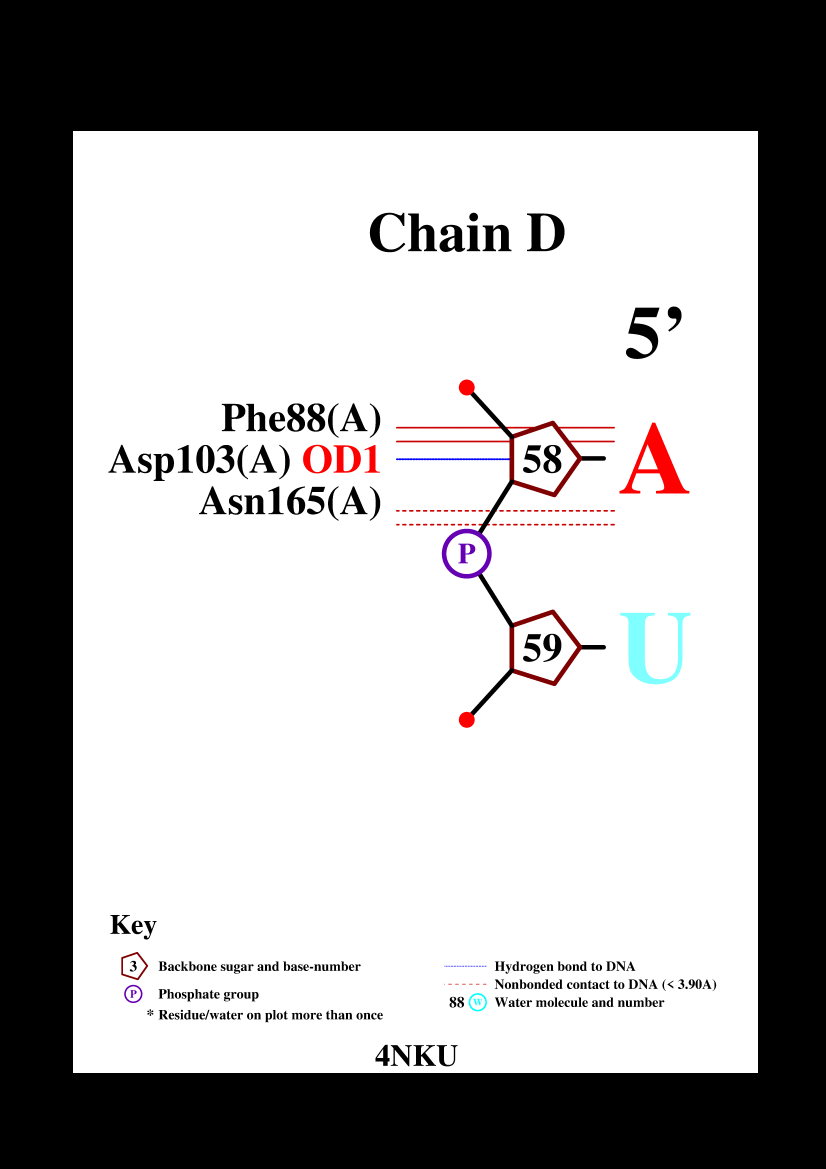 Chain D
5’
Phe88(A)
Asp103(A) OD1
58
A
Asn165(A)
P
59
U
Key
3 Backbone sugar and base-number
P Phosphate group
* Residue/water on plot more than once
Hydrogen bond to DNA
Nonbonded contact to DNA (< 3.90A)
88 W Water molecule and number
4NKU